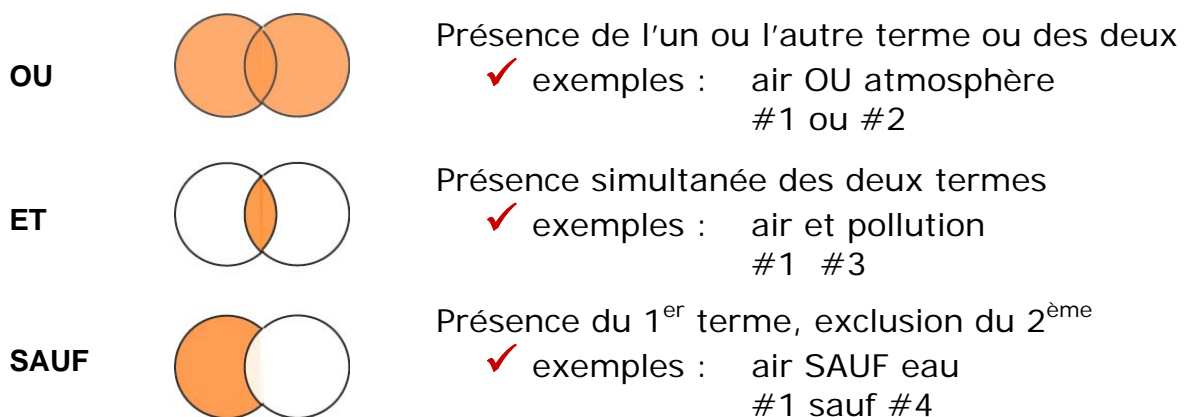 OU
Présence de l'un ou l'autre terme ou des deux
exemples : air OU atmosphère
#1 ou #2
ET
Présence simultanée des deux termes
exemples : air et pollution
#1 #3
SAUF
Présence du 1er terme, exclusion du 2ème
exemples : air SAUF eau
#1 sauf #4